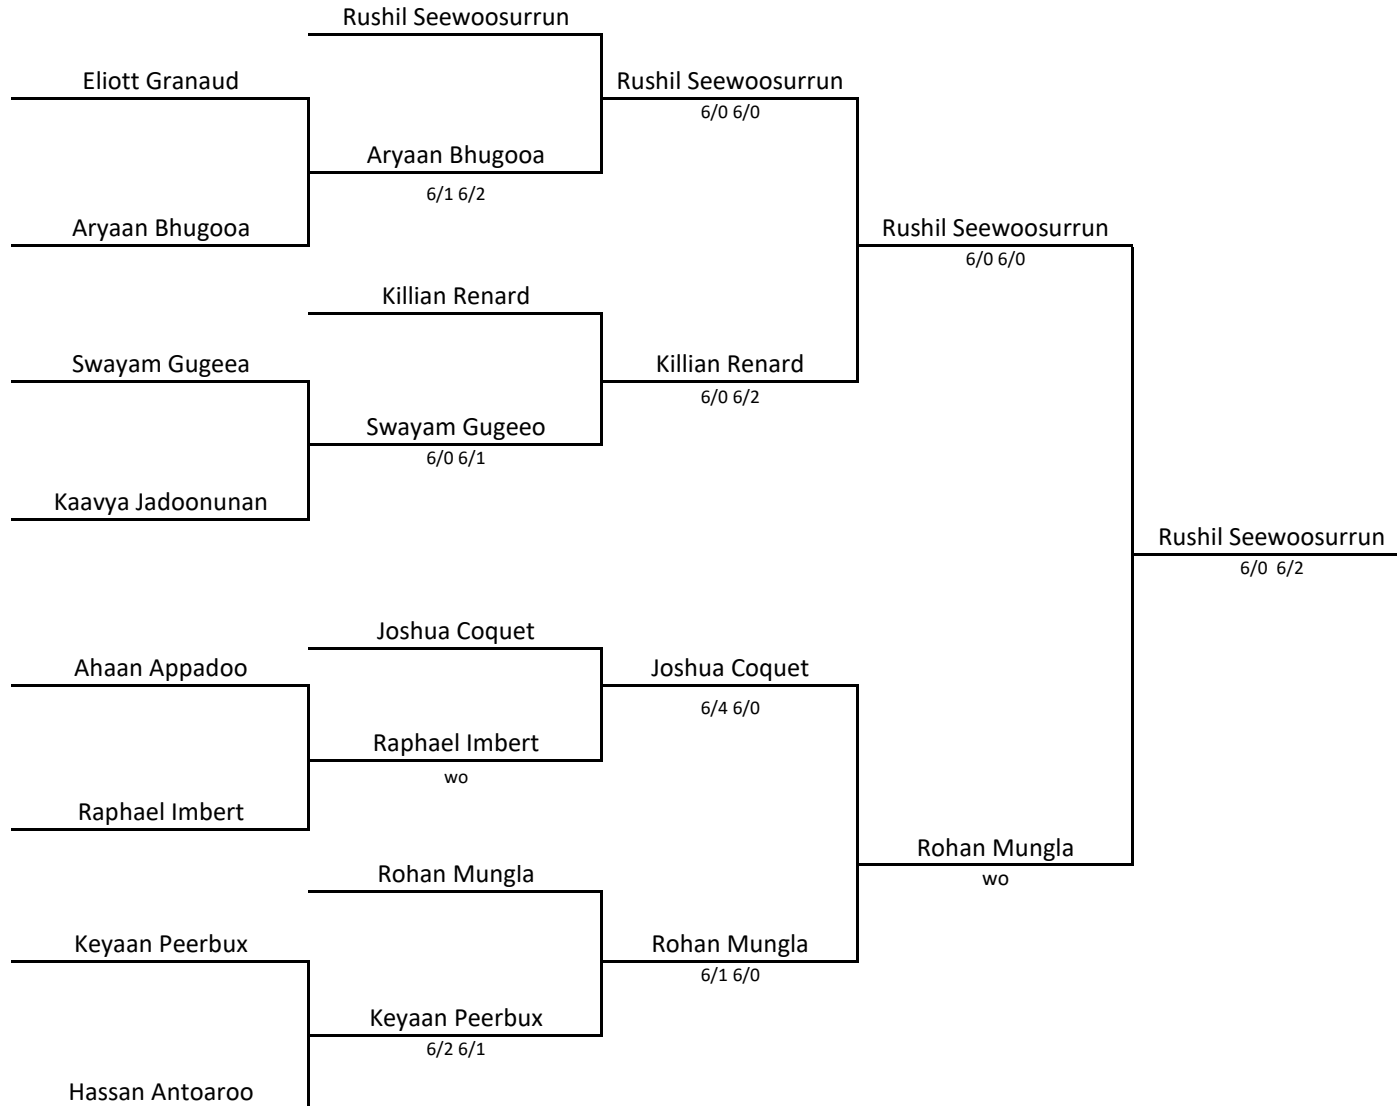 Rushil Seewoosurrun
Eliott Granaud
Rushil Seewoosurrun
6/0 6/0
Aryaan Bhugooa
6/1 6/2
Aryaan Bhugooa
Rushil Seewoosurrun
6/0 6/0
Killian Renard
Swayam Gugeea
Killian Renard
6/0 6/2
Swayam Gugeeo
6/0 6/1
Kaavya Jadoonunan
Rushil Seewoosurrun
6/0  6/2
Joshua Coquet
Ahaan Appadoo
Joshua Coquet
6/4 6/0
Raphael Imbert
wo
Raphael Imbert
Rohan Mungla
wo
Rohan Mungla
Keyaan Peerbux
Rohan Mungla
6/1 6/0
Keyaan Peerbux
6/2 6/1
Hassan Antoaroo